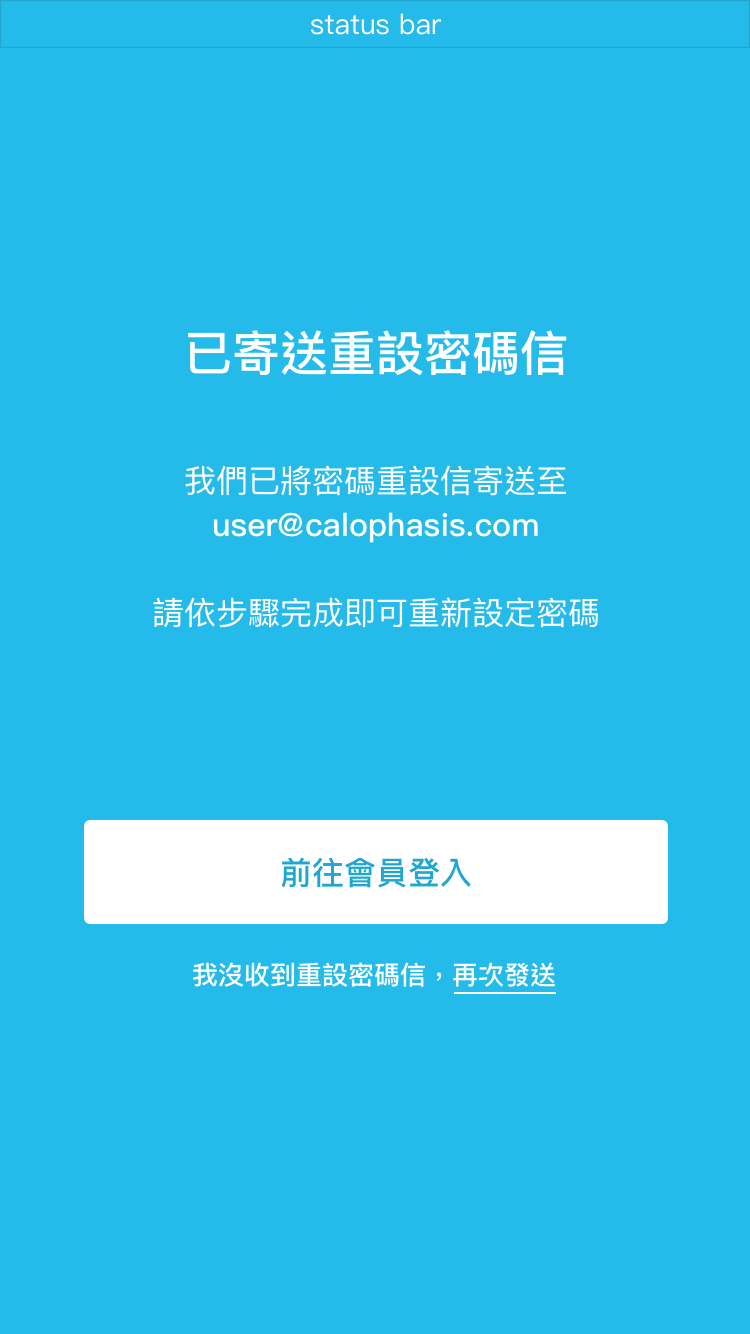 status bar
已寄送重設密碼信
我們已將密碼重設信寄送至
user@calophasis.com
請依步驟完成即可重新設定密碼
前往會員登入
我沒收到重設密碼信，再次發送